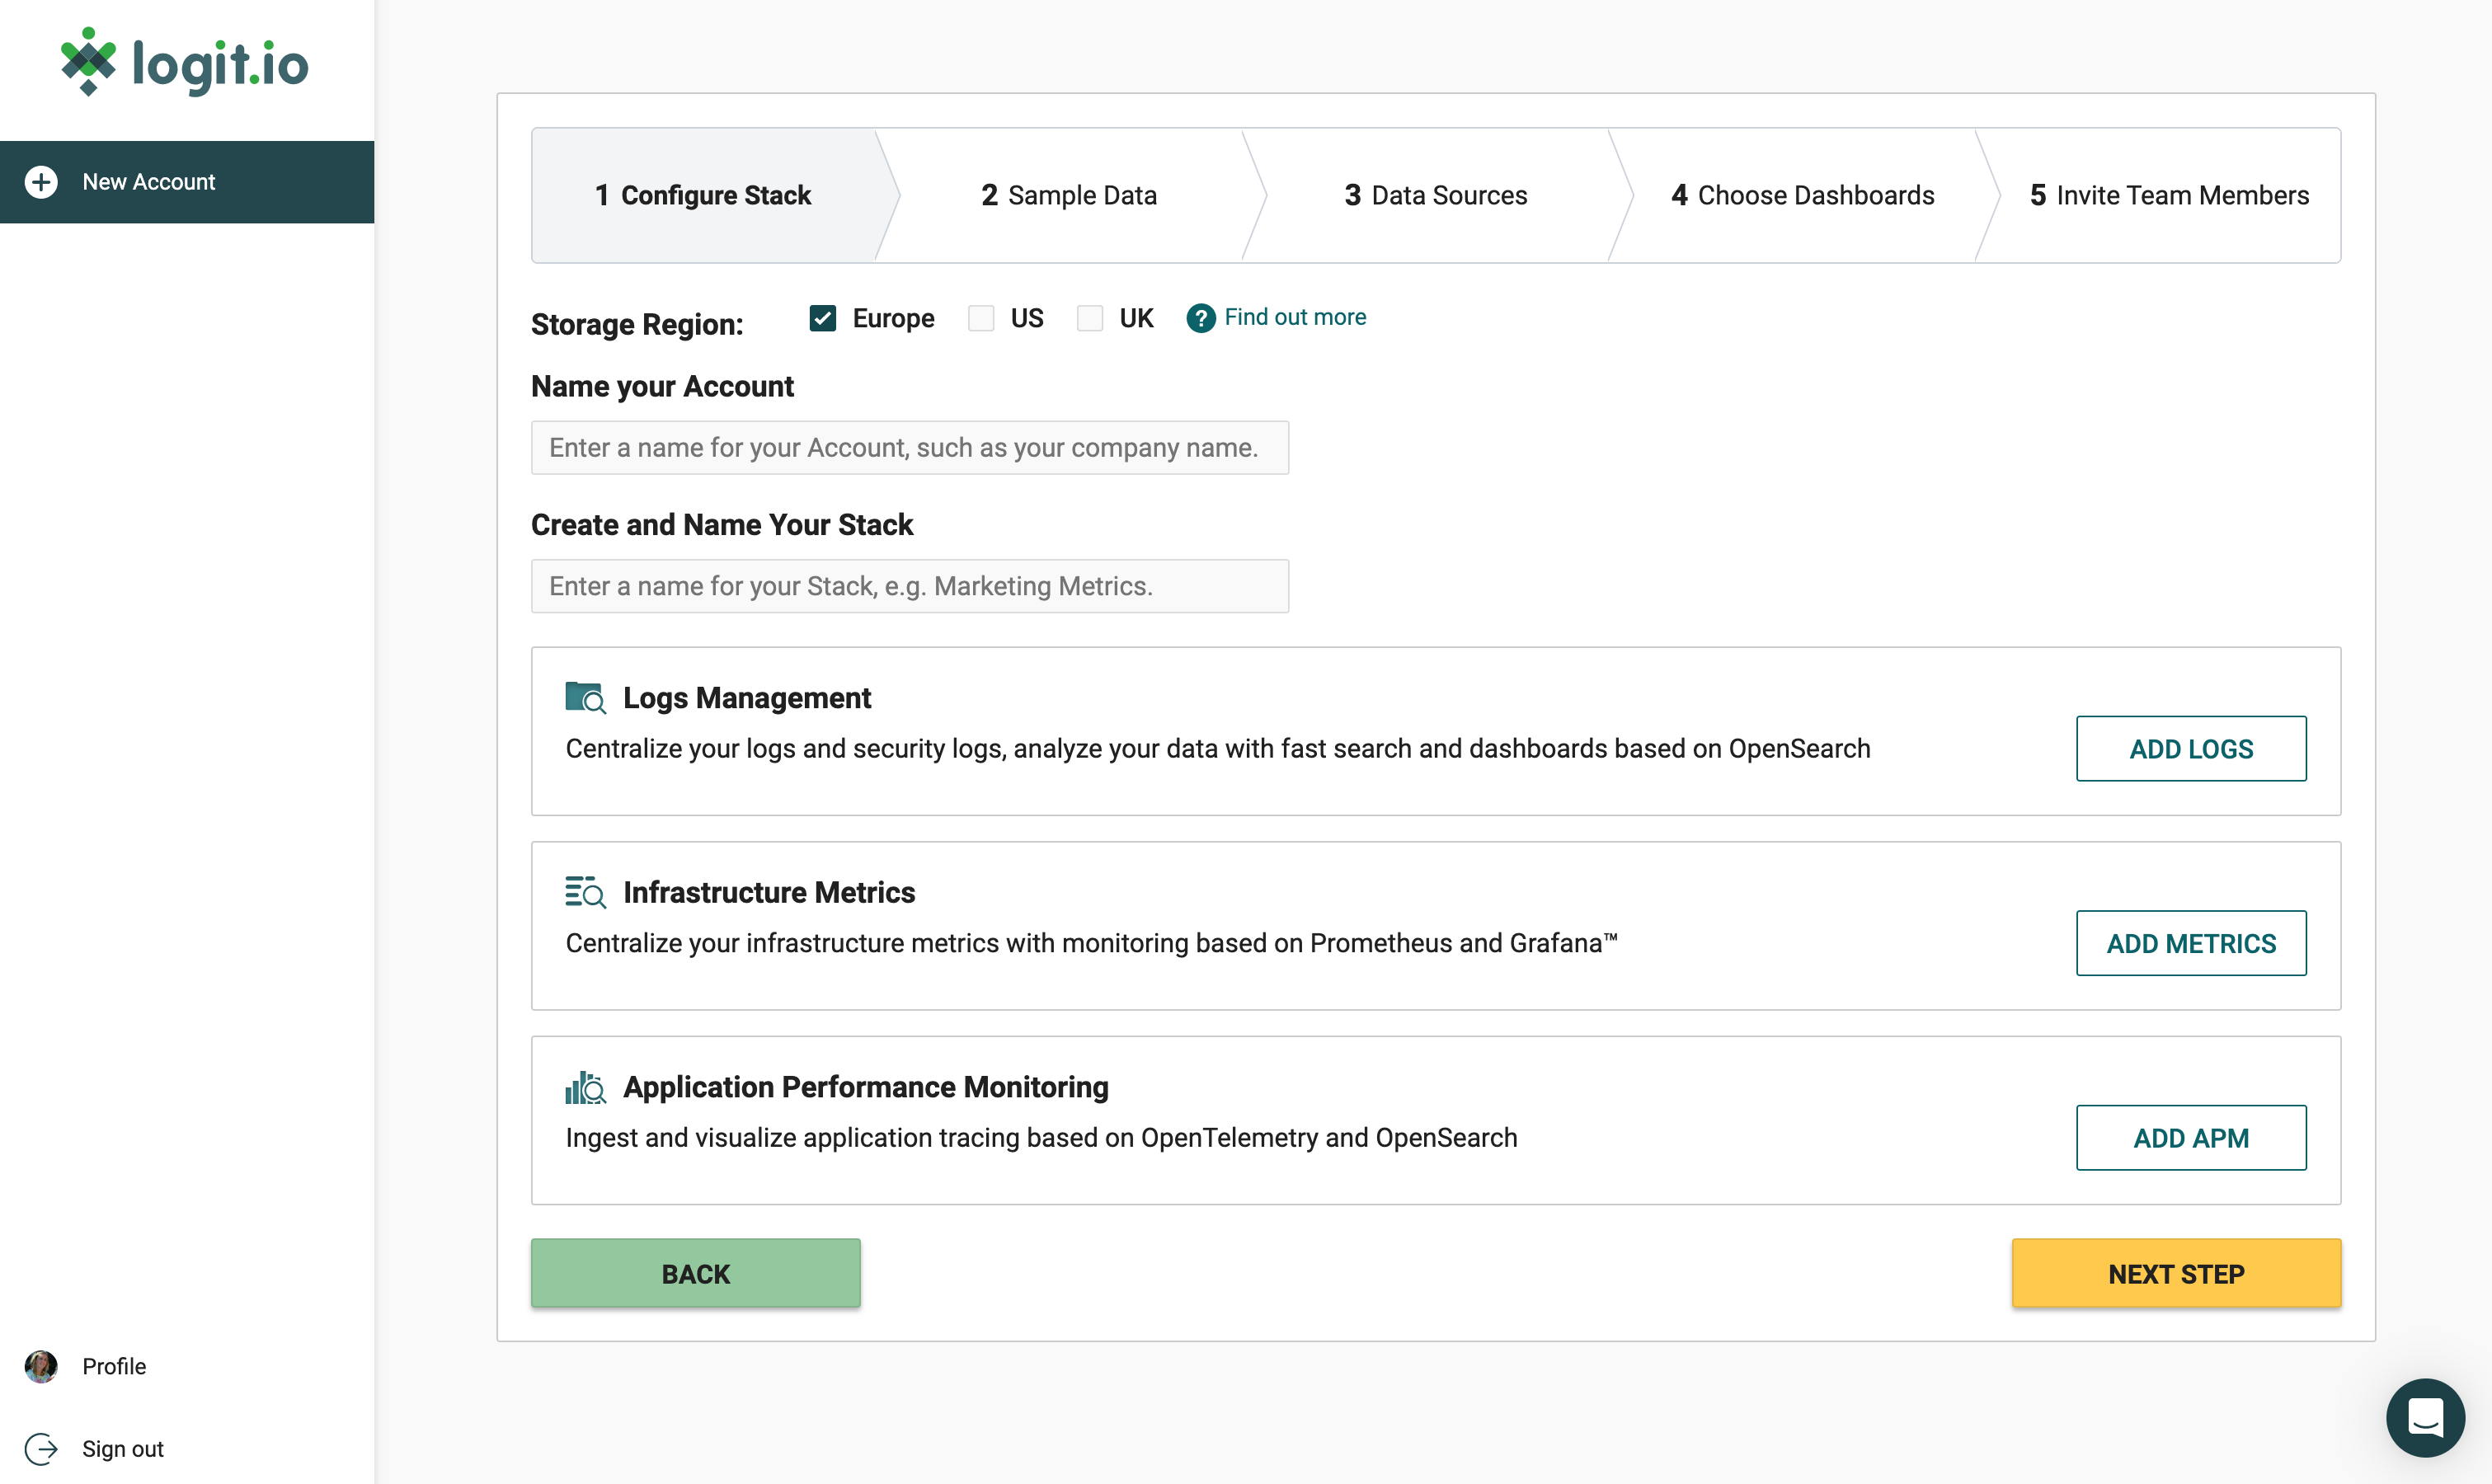 logit.io
New Account
1 Configure Stack
2 Sample Data
3 Data Sources
4 Choose Dashboards
5 Invite Team Members
Storage Region: Europe US UK ? Find out more
Name your Account
Enter a name for your Account, such as your company name.
Create and Name Your Stack
Enter a name for your Stack, e.g. Marketing Metrics.
Logs Management
Centralize your logs and security logs, analyze your data with fast search and dashboards based on OpenSearch
ADD LOGS
Infrastructure Metrics
Centralize your infrastructure metrics with monitoring based on Prometheus and Grafana™
ADD METRICS
Application Performance Monitoring
Ingest and visualize application tracing based on OpenTelemetry and OpenSearch
ADD APM
BACK
NEXT STEP
Profile
Sign out